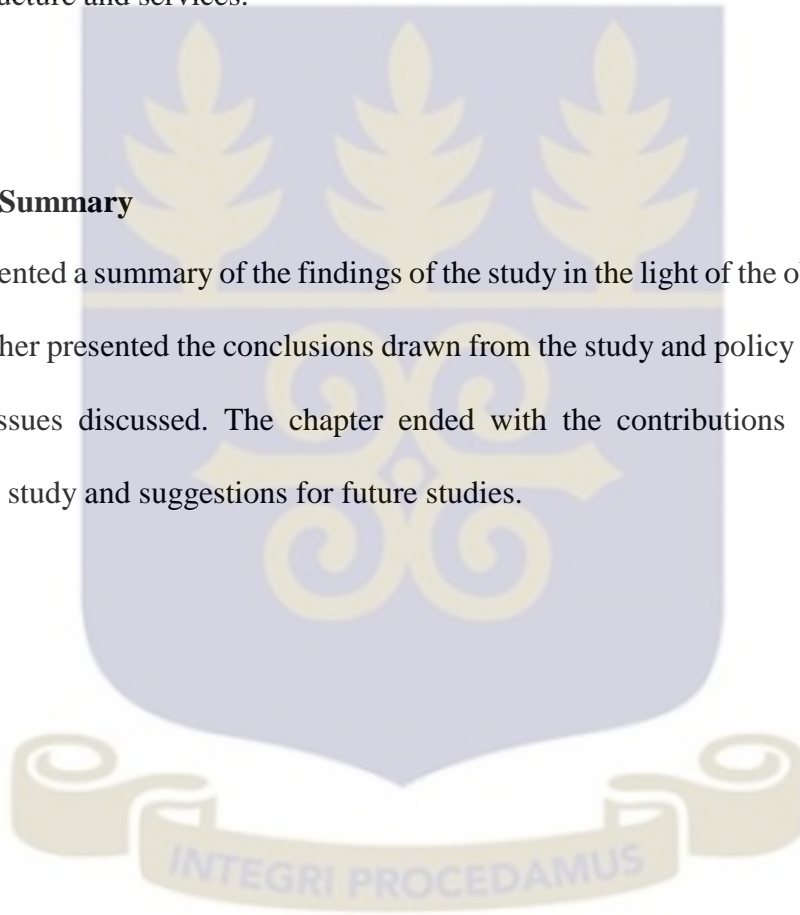 ucture and services.
Summary
ented a summary of the findings of the study in the light of the o
her presented the conclusions drawn from the study and policy
ssues discussed. The chapter ended with the contributions
study and suggestions for future studies.
INTEGRI PROCEDAMUS